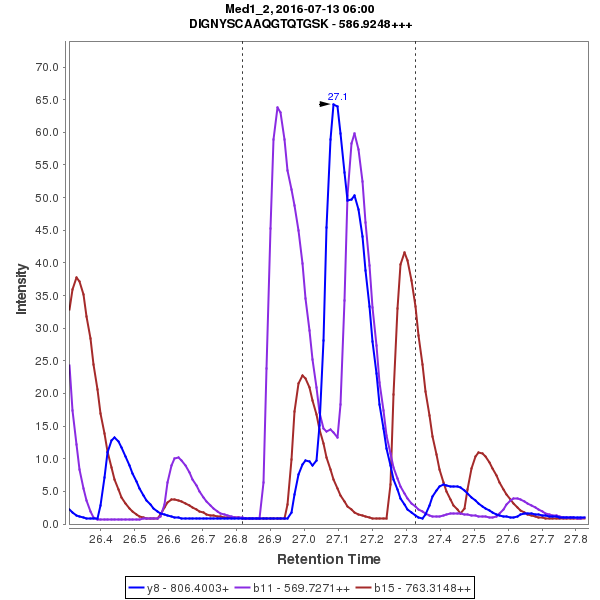 Med1_2, 2016-07-13 06:00
DIGNYSCAAQGTQTGSK - 586.9248+++
70.0
65.0
60.0
55.0
50.0
45.0
40.0
35.0
30.0
25.0
20.0
15.0
10.0
5.0
0.0
Intensity
27.1
26.4 26.5 26.6 26.7 26.8 26.9 27.0 27.1 27.2 27.3 27.4 27.5 27.6 27.7 27.8
Retention Time
y8 - 806.4003+ b11 - 569.7271++ b15 - 763.3148++